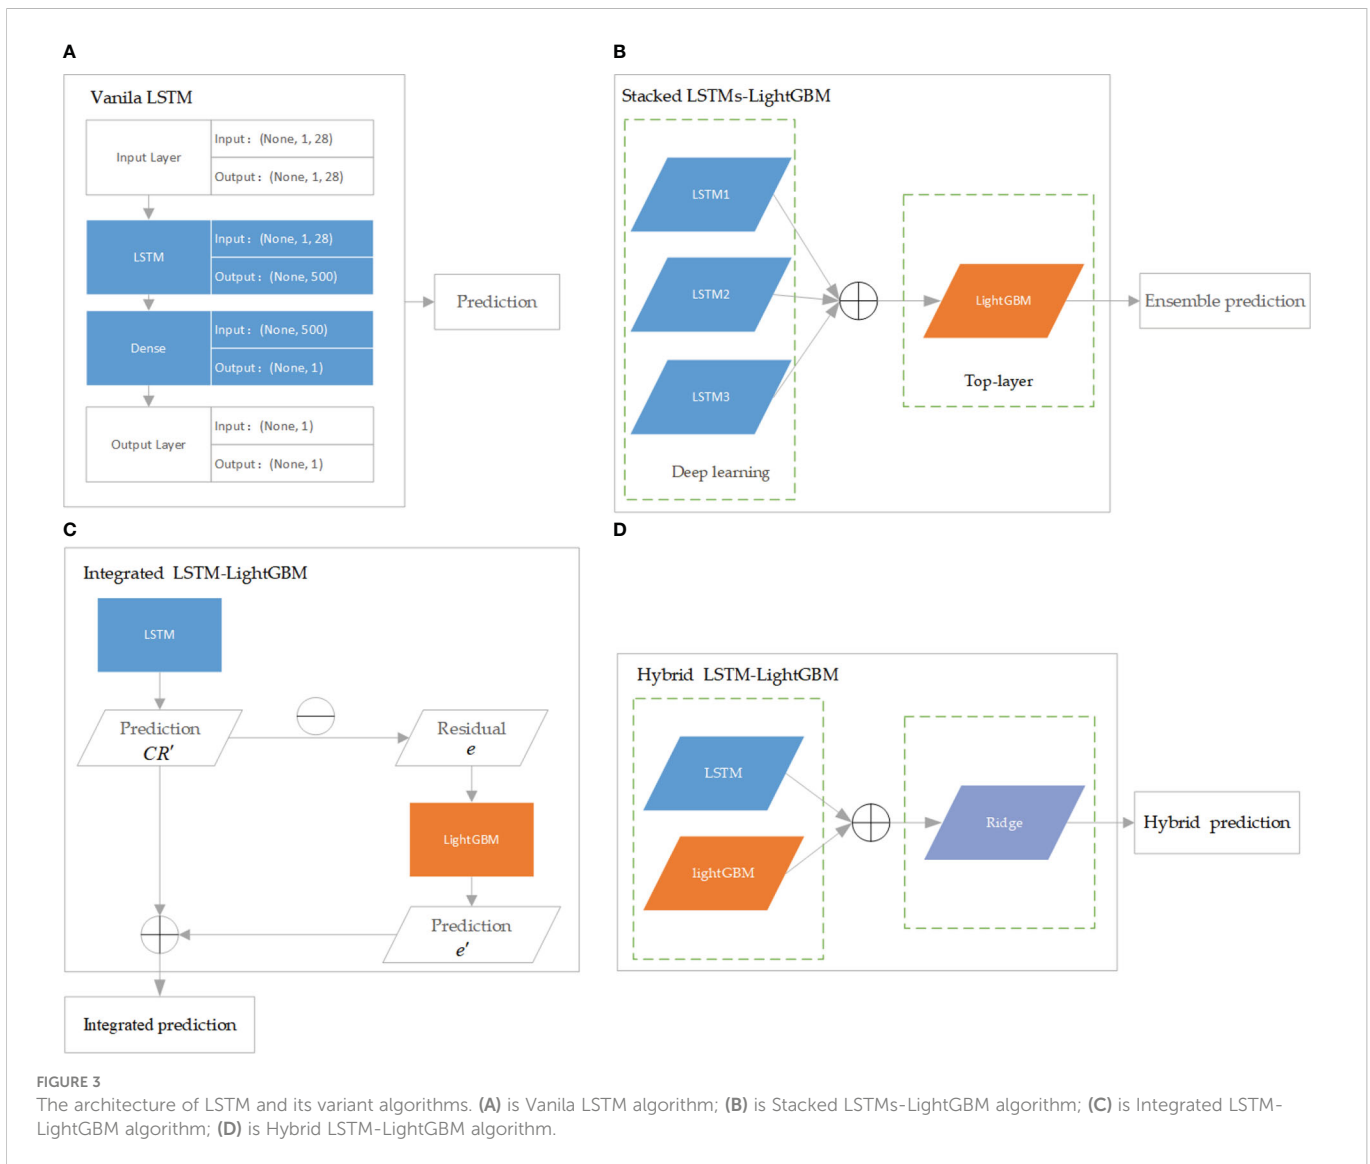 A
Vanila LSTM
Input Layer
Input: (None, 1, 28)
Output: (None, 1, 28)
LSTM
Input: (None, 1, 28)
Output: (None, 500)
Dense
Input: (None, 500)
Output: (None, 1)
Output Layer
Input: (None, 1)
Output: (None, 1)
Prediction
B
Stacked LSTMs-LightGBM
LSTM1
LSTM2
LSTM3
Deep learning
LightGBM
Top-layer
Ensemble prediction
C
Integrated LSTM-LightGBM
LSTM
Prediction
CR′
Residual
e
LightGBM
Prediction
e′
Integrated prediction
D
Hybrid LSTM-LightGBM
LSTM
lightGBM
Ridge
Hybrid prediction
FIGURE 3
The architecture of LSTM and its variant algorithms. (A) is Vanila LSTM algorithm; (B) is Stacked LSTMs-LightGBM algorithm; (C) is Integrated LSTM-
LightGBM algorithm; (D) is Hybrid LSTM-LightGBM algorithm.